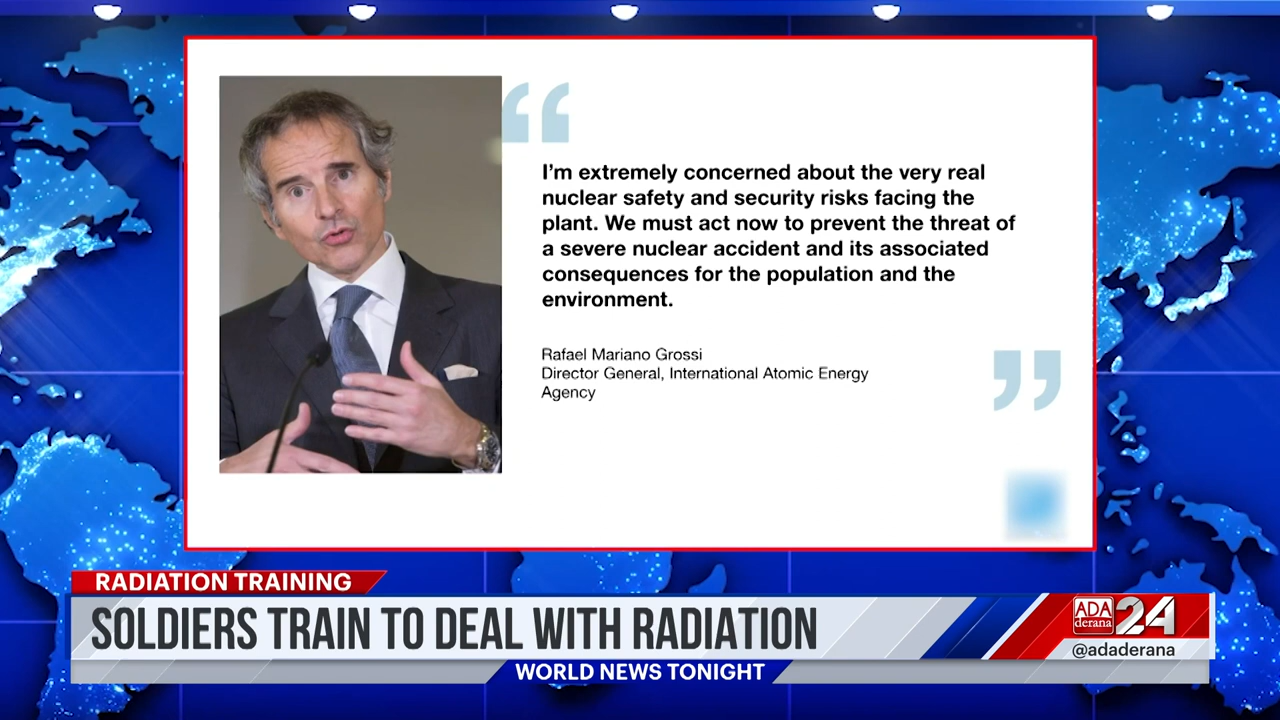 “
I’m extremely concerned about the very real
nuclear safety and security risks facing the
plant. We must act now to prevent the threat of
a severe nuclear accident and its associated
consequences for the population and the
environment.
Rafael Mariano Grossi
Director General, International Atomic Energy
Agency
”
RADIATION TRAINING
SOLDIERS TRAIN TO DEAL WITH RADIATION
ADA
derana
24
@adaderana
WORLD NEWS TONIGHT